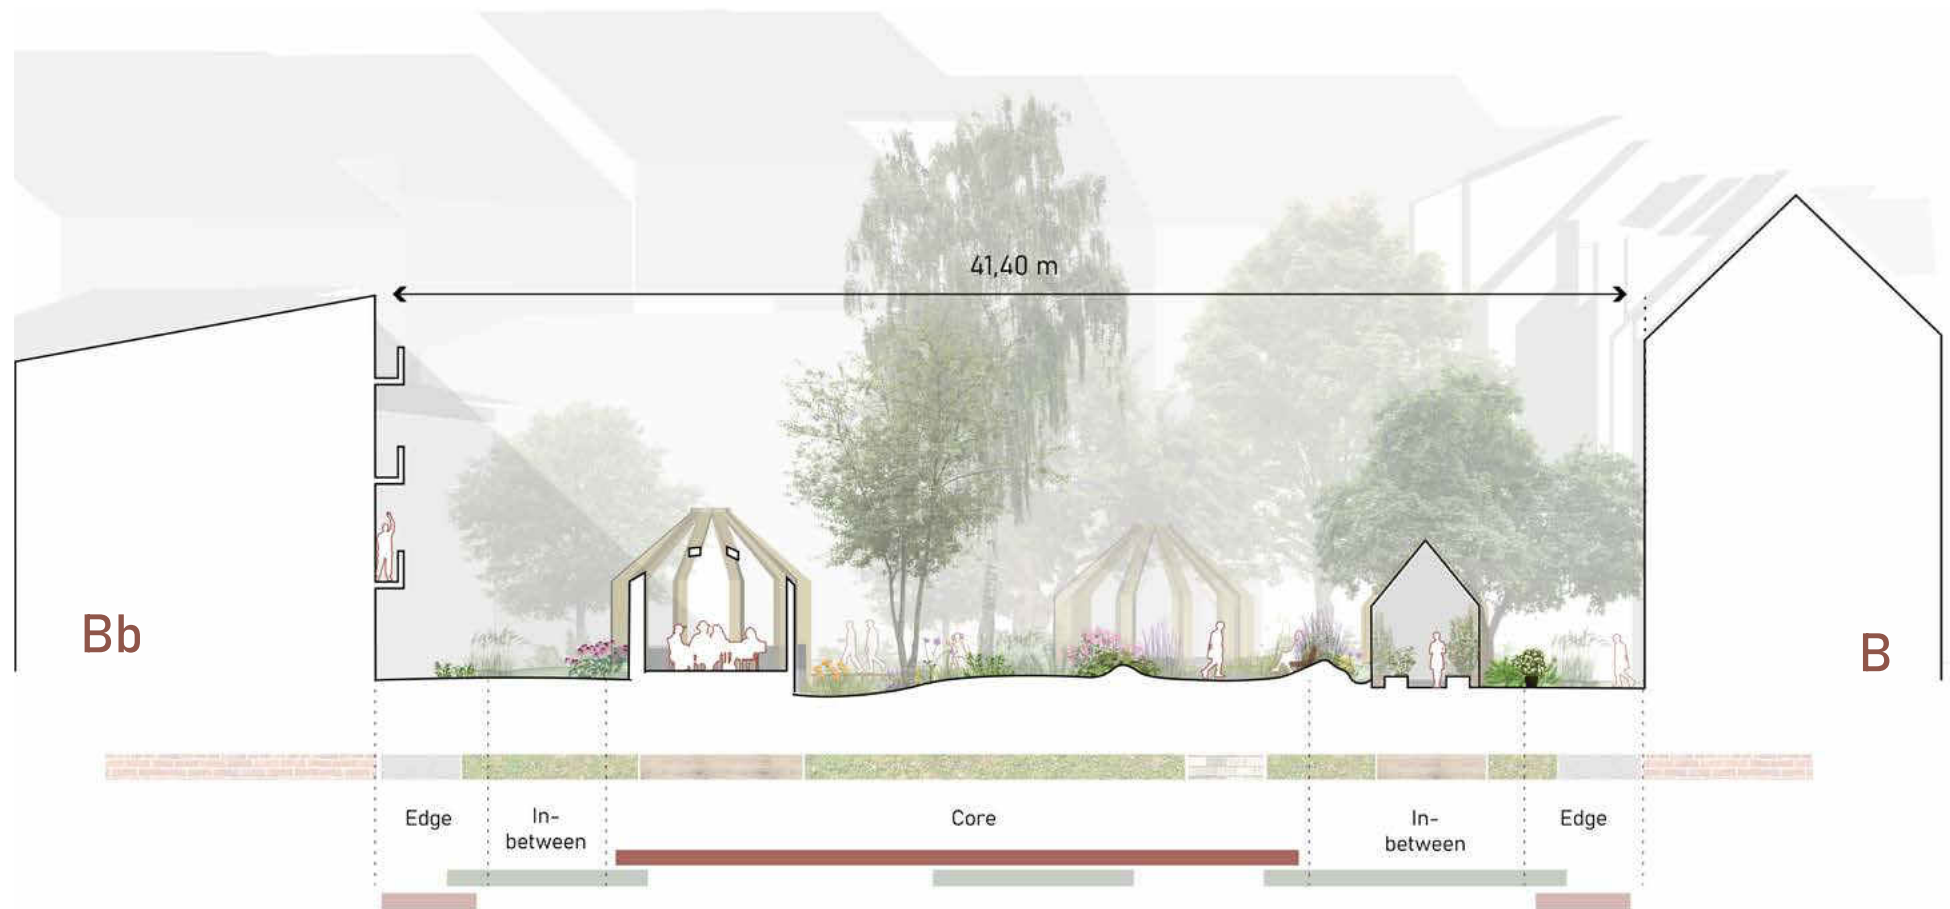 41,40 m
Bb
B
Edge
In-
between
Core
In-
between
Edge